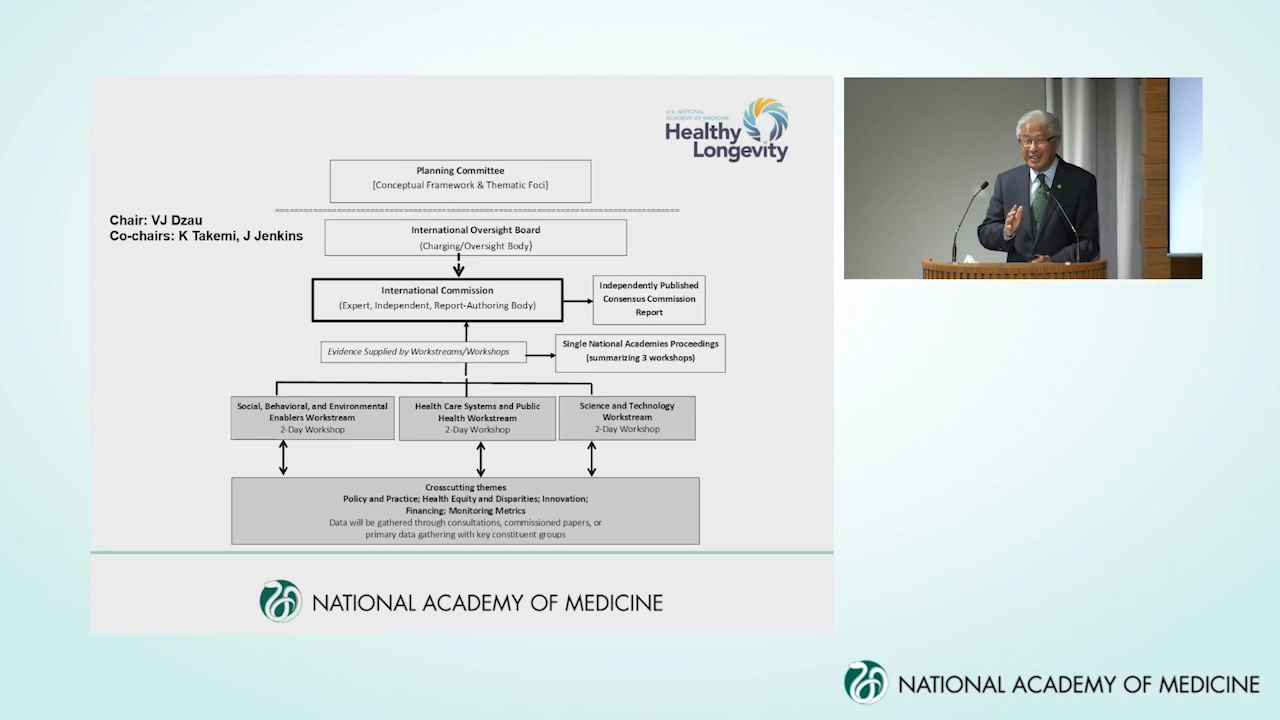 U.S. NATIONAL
ACADEMY OF MEDICINE
Healthy
Longevity
Planning Committee
[Conceptual Framework & Thematic Foci]
Chair: VJ Dzau
Co-chairs: K Takemi, J Jenkins
International Oversight Board
(Charging/Oversight Body)
International Commission
(Expert, Independent, Report-Authoring Body)
Independently Published
Consensus Commission
Report
Evidence Supplied by Workstreams/Workshops
Single National Academies Proceedings
(summarizing 3 workshops)
Social, Behavioral, and Environmental
Enablers Workstream
2-Day Workshop
Health Care Systems and Public
Health Workstream
2-Day Workshop
Science and Technology
Workstream
2-Day Workshop
Crosscutting themes
Policy and Practice; Health Equity and Disparities; Innovation;
Financing; Monitoring Metrics
Data will be gathered through consultations, commissioned papers, or
primary data gathering with key constituent groups
NATIONAL ACADEMY OF MEDICINE
NATIONAL ACADEMY OF MEDICINE